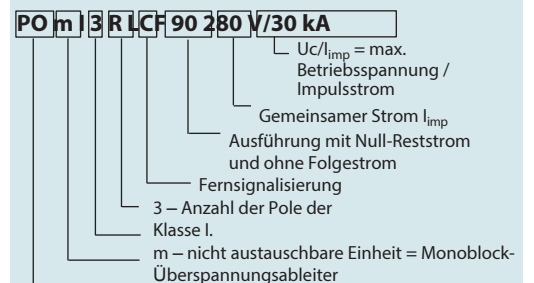 PO m I 3 R LCF 90 280 V/30 kA
Uc/Iimp = max.
Betriebsspannung /
Impulsstrom
Gemeinsamer Strom Iimp
Ausführung mit Null-Reststrom
und ohne Folgestrom
Fernsignalisierung
3 – Anzahl der Pole der
Klasse I.
m – nicht austauschbare Einheit = Monoblock-
Überspannungsableiter